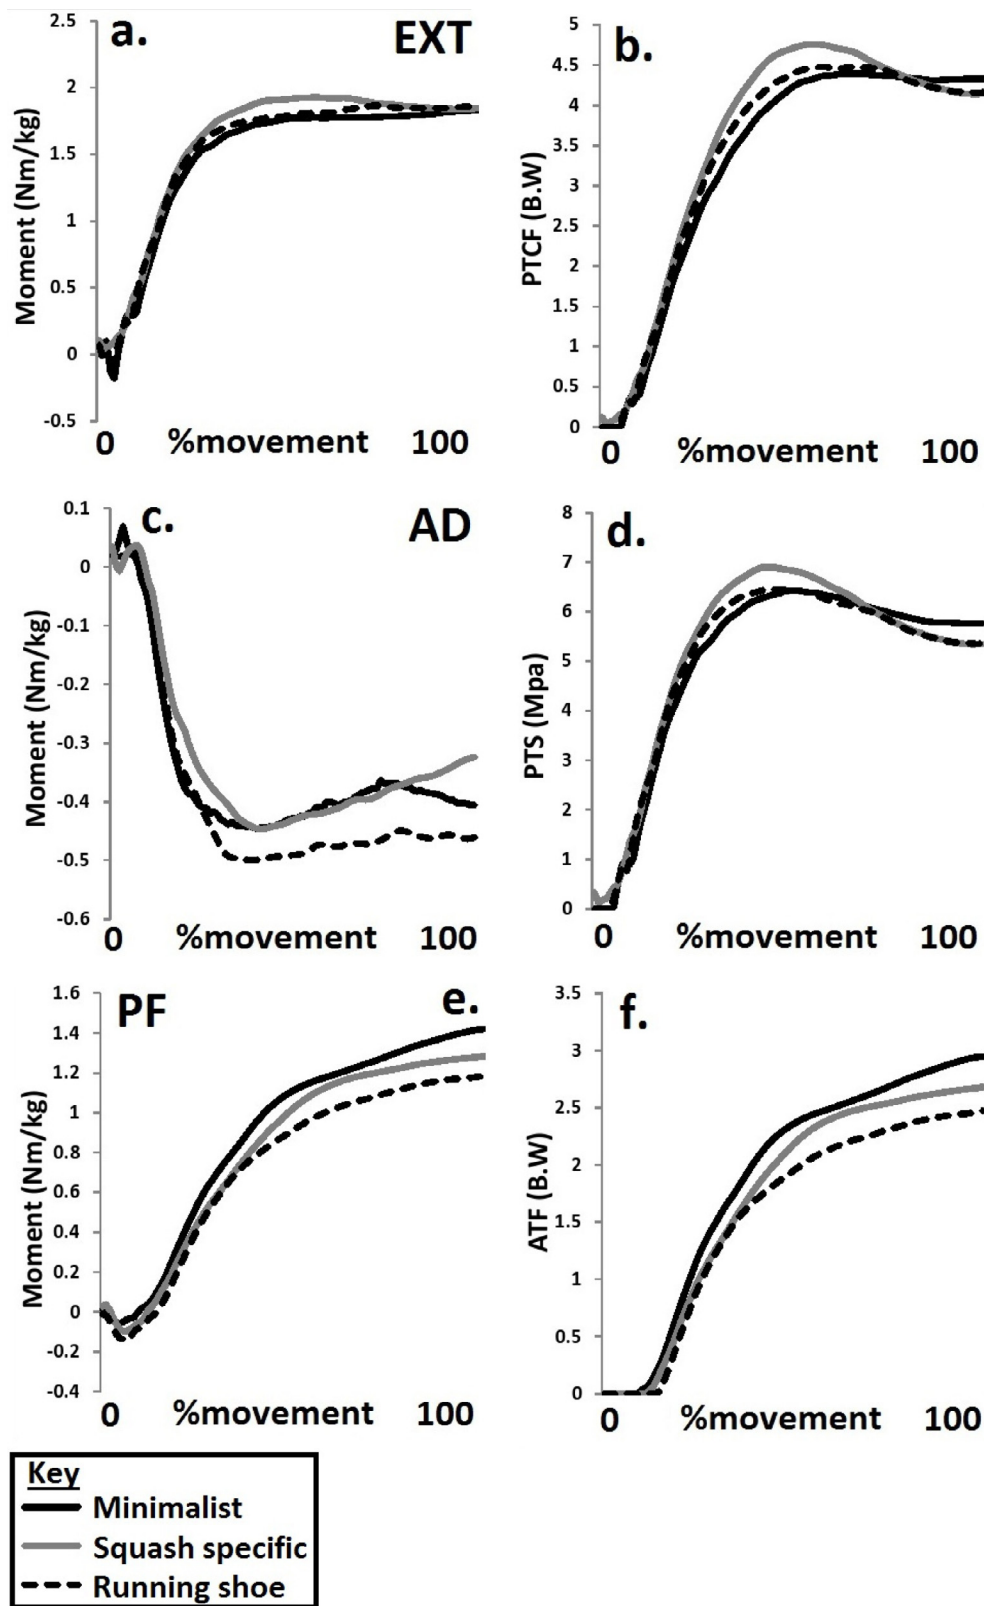 a.
EXT
Moment (Nm/kg)
2.5
2
1.5
1
0.5
0
-0.5
0 %movement 100
b.
PTCF (B.W)
5
4.5
4
3.5
3
2.5
2
1.5
1
0.5
0
0 %movement 100
c.
AD
Moment (Nm/kg)
0.1
0
-0.1
-0.2
-0.3
-0.4
-0.5
-0.6
0 %movement 100
d.
PTS (Mpa)
8
7
6
5
4
3
2
1
0
0 %movement 100
PF
e.
Moment (Nm/kg)
1.6
1.4
1.2
1
0.8
0.6
0.4
0.2
0
-0.2
-0.4
0 %movement 100
f.
ATF (B.W)
3.5
3
2.5
2
1.5
1
0.5
0
0 %movement 100
Key
Minimalist
Squash specific
Running shoe